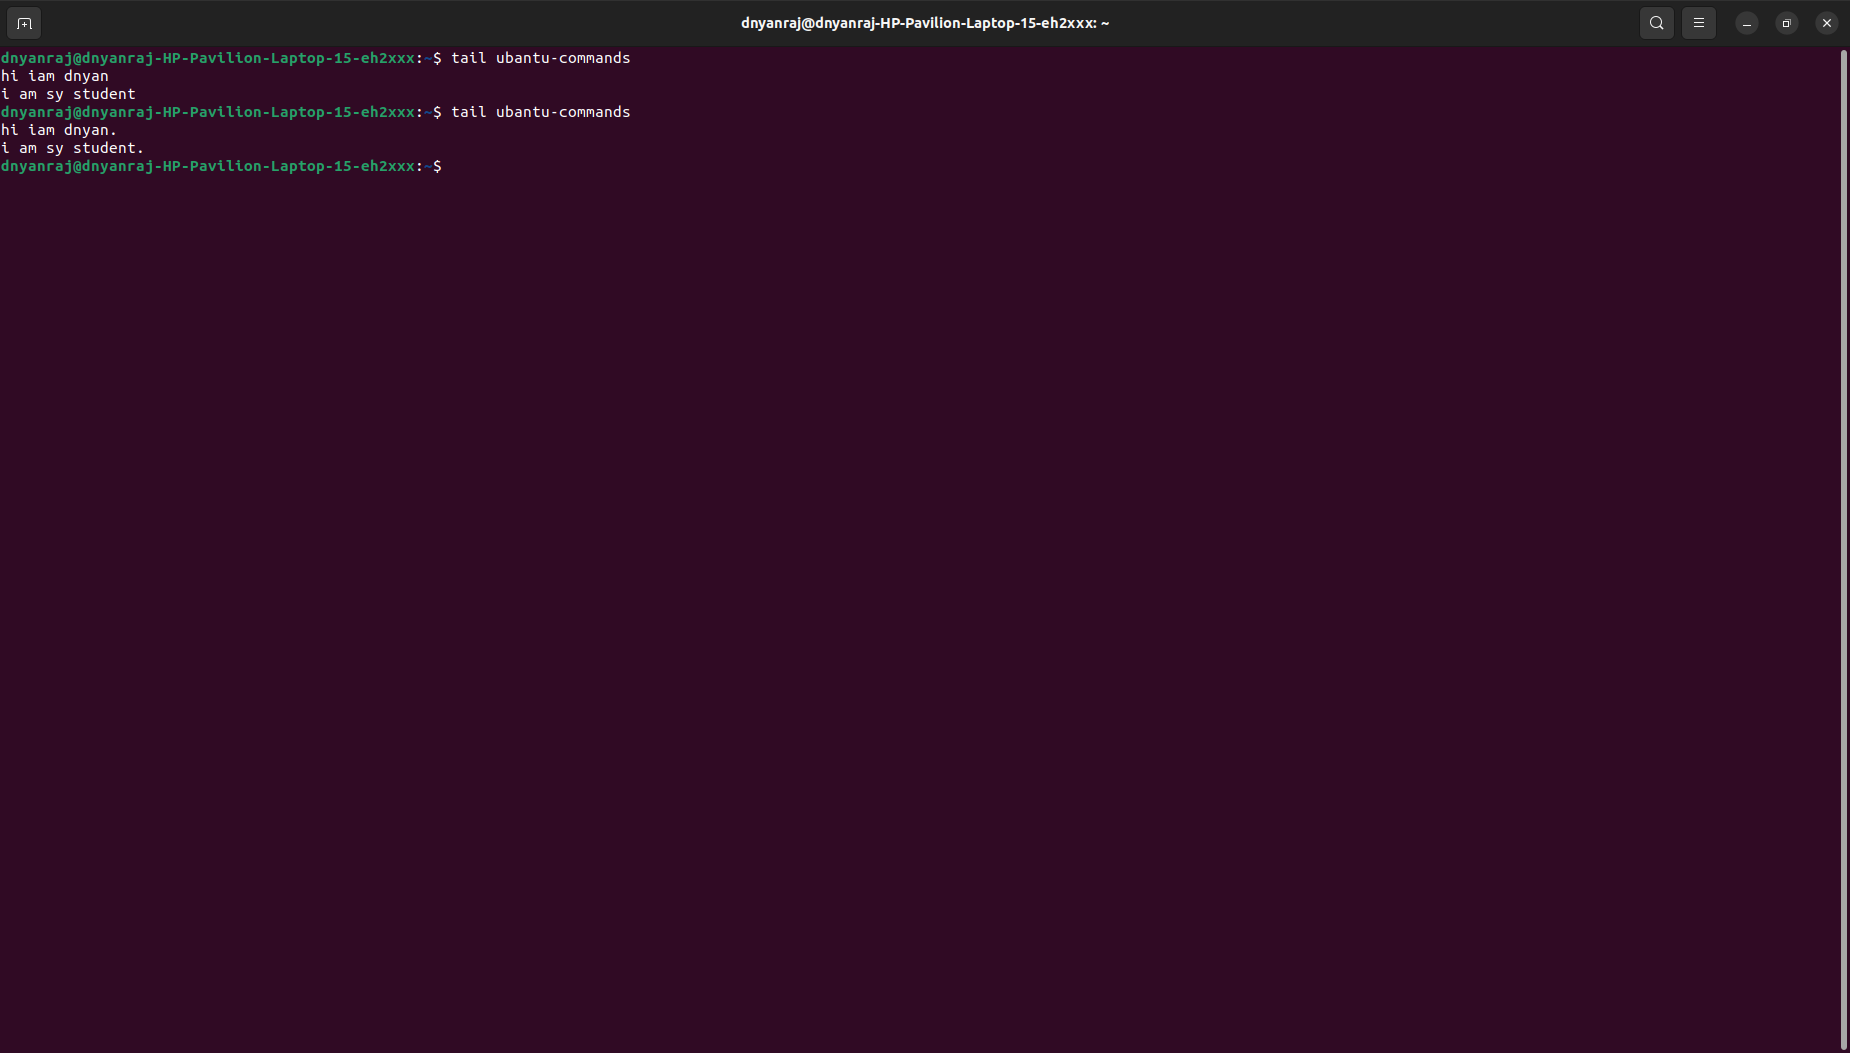 dnyanraj@dnyanraj-HP-Pavilion-Laptop-15-eh2xxx: ~
dnyanraj@dnyanraj-HP-Pavilion-Laptop-15-eh2xxx:~$ tail ubantu-commands
hi iam dnyan
i am sy student
dnyanraj@dnyanraj-HP-Pavilion-Laptop-15-eh2xxx:~$ tail ubantu-commands
hi iam dnyan.
i am sy student.
dnyanraj@dnyanraj-HP-Pavilion-Laptop-15-eh2xxx:~$